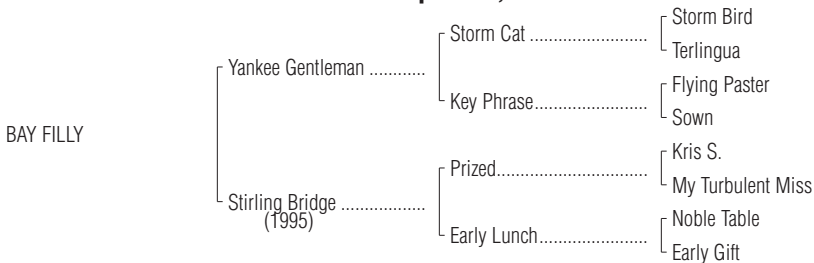 Storm Bird
Storm Cat ........................
Terlingua
Yankee Gentleman ............
Flying Paster
Key Phrase.......................
Sown
BAY FILLY
Kris S.
Prized................................
My Turbulent Miss
Stirling Bridge ..................
(1995)
Noble Table
Early Lunch.......................
Early Gift